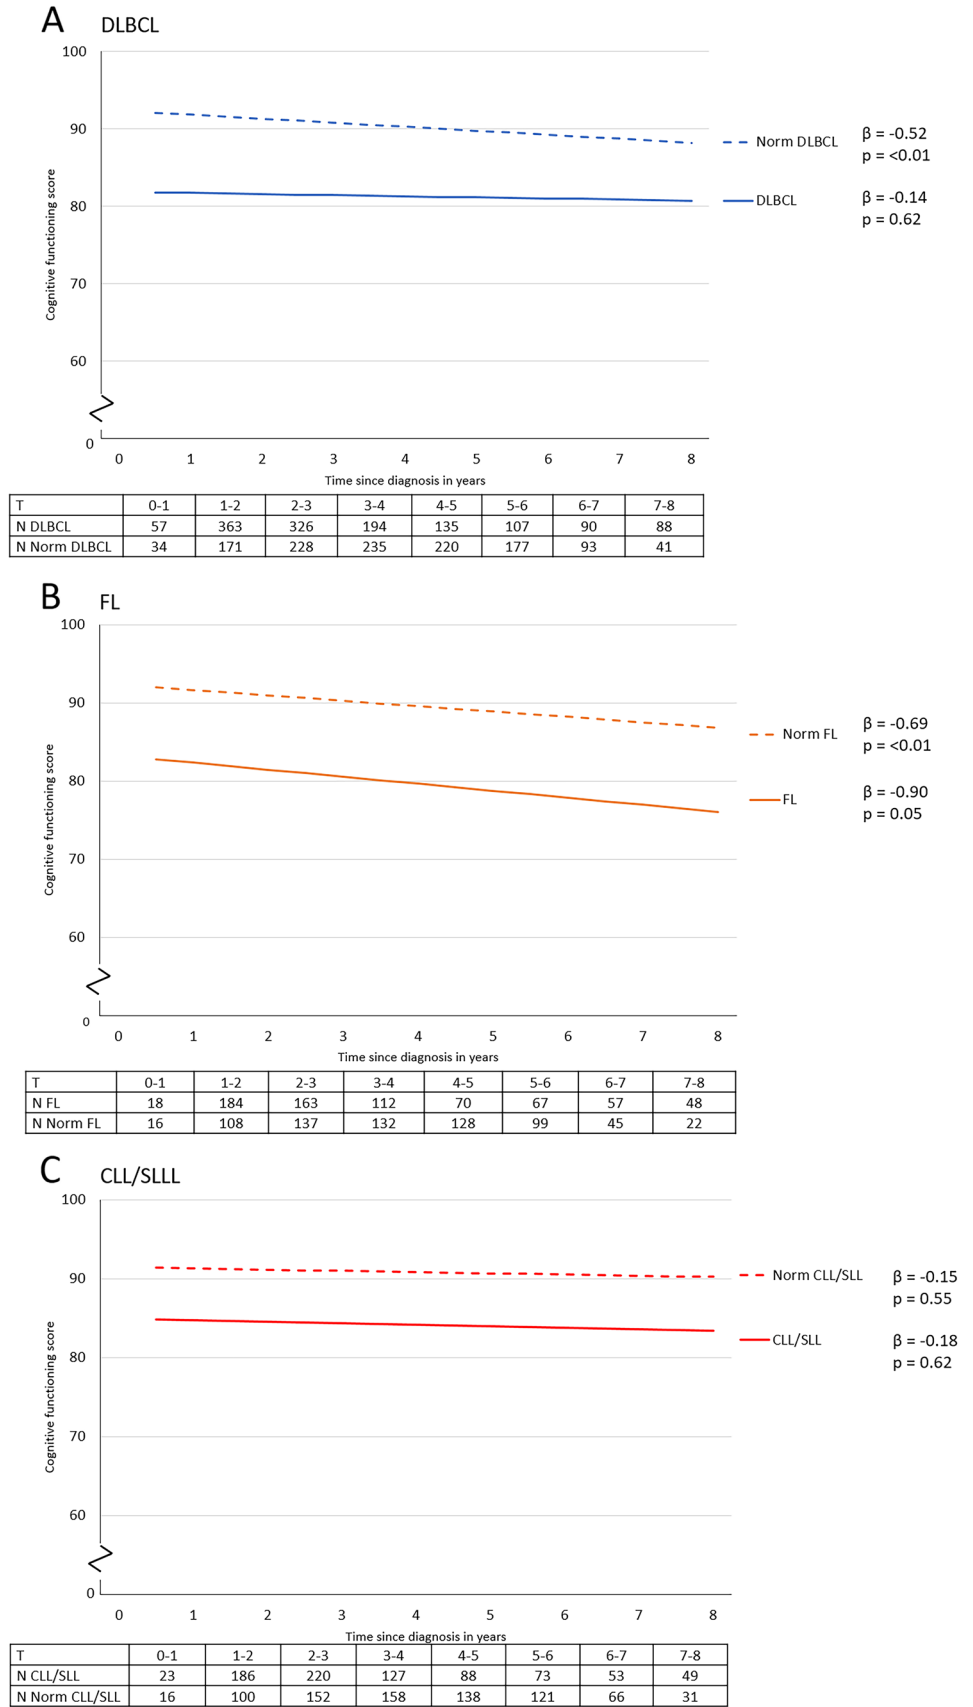 A DLBCL
100
90
80
70
60
0
Cognitive functioning score
Norm DLBCL
β = -0.52
p = <0.01
DLBCL
β = -0.14
p = 0.62
0 1 2 3 4 5 6 7 8
Time since diagnosis in years
T 0-1 1-2 2-3 3-4 4-5 5-6 6-7 7-8
N DLBCL 57 363 326 194 135 107 90 88
N Norm DLBCL 34 171 228 235 220 177 93 41
B FL
100
90
80
70
60
0
Cognitive functioning score
Norm FL
β = -0.69
p = <0.01
FL
β = -0.90
p = 0.05
0 1 2 3 4 5 6 7 8
Time since diagnosis in years
T 0-1 1-2 2-3 3-4 4-5 5-6 6-7 7-8
N FL 18 184 163 112 70 67 57 48
N Norm FL 16 108 137 132 128 99 45 22
C CLL/SLLL
100
90
80
70
60
0
Cognitive functioning score
Norm CLL/SLL
β = -0.15
p = 0.55
CLL/SLL
β = -0.18
p = 0.62
0 1 2 3 4 5 6 7 8
Time since diagnosis in years
T 0-1 1-2 2-3 3-4 4-5 5-6 6-7 7-8
N CLL/SLL 23 186 220 127 88 73 53 49
N Norm CLL/SLL 16 100 152 158 138 121 66 31